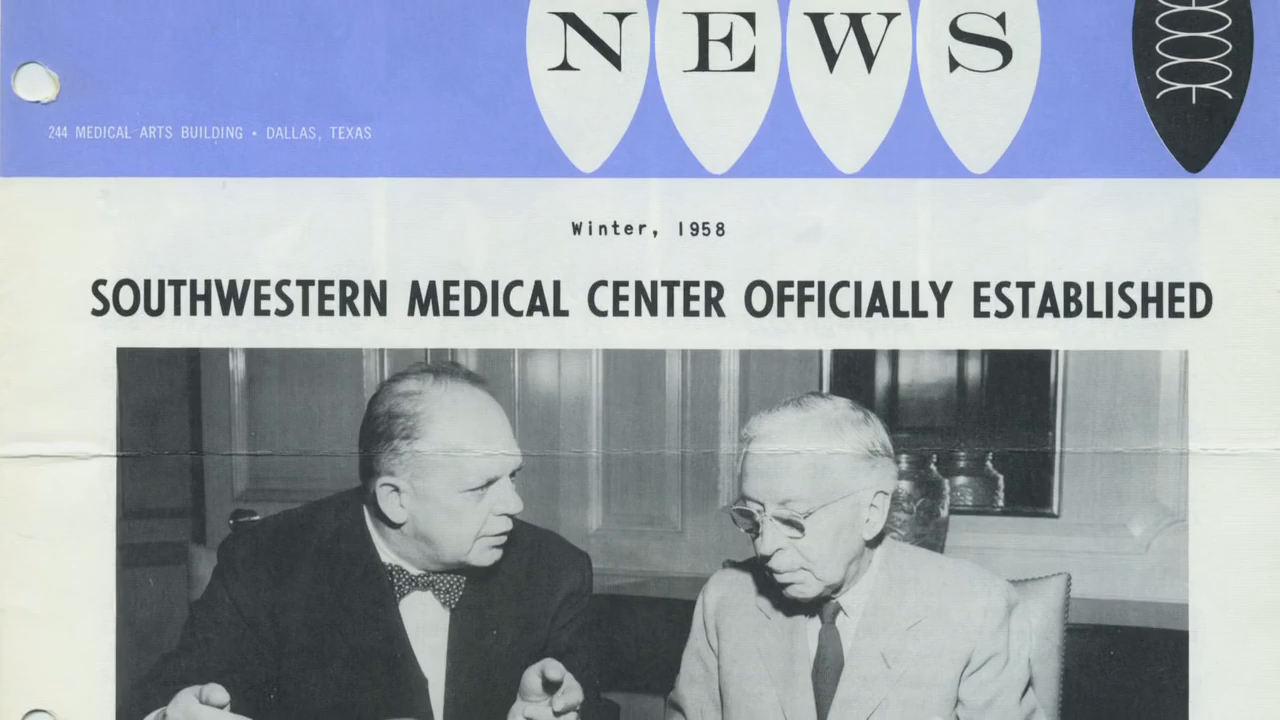 NEWS
244 MEDICAL ARTS BUILDING • DALLAS, TEXAS
Winter, 1958
SOUTHWESTERN MEDICAL CENTER OFFICIALLY ESTABLISHED